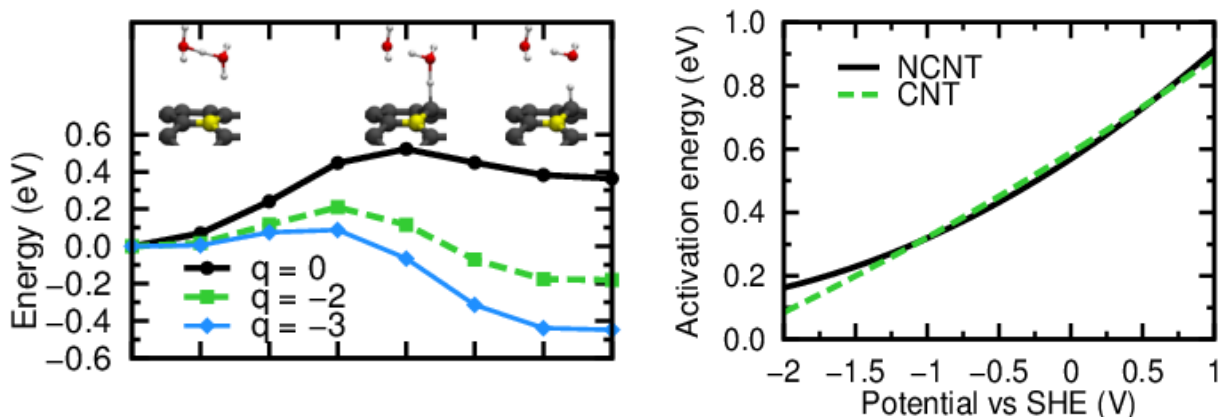 0.6
0.4
0.2
0.0
−0.2
−0.4
−0.6
Energy (eV)
q = 0
q = −2
q = −3
1.0
0.8
0.6
0.4
0.2
0.0
Activation energy (eV)
NCNT
CNT
−2 −1.5 −1 −0.5 0 0.5 1
Potential vs SHE (V)